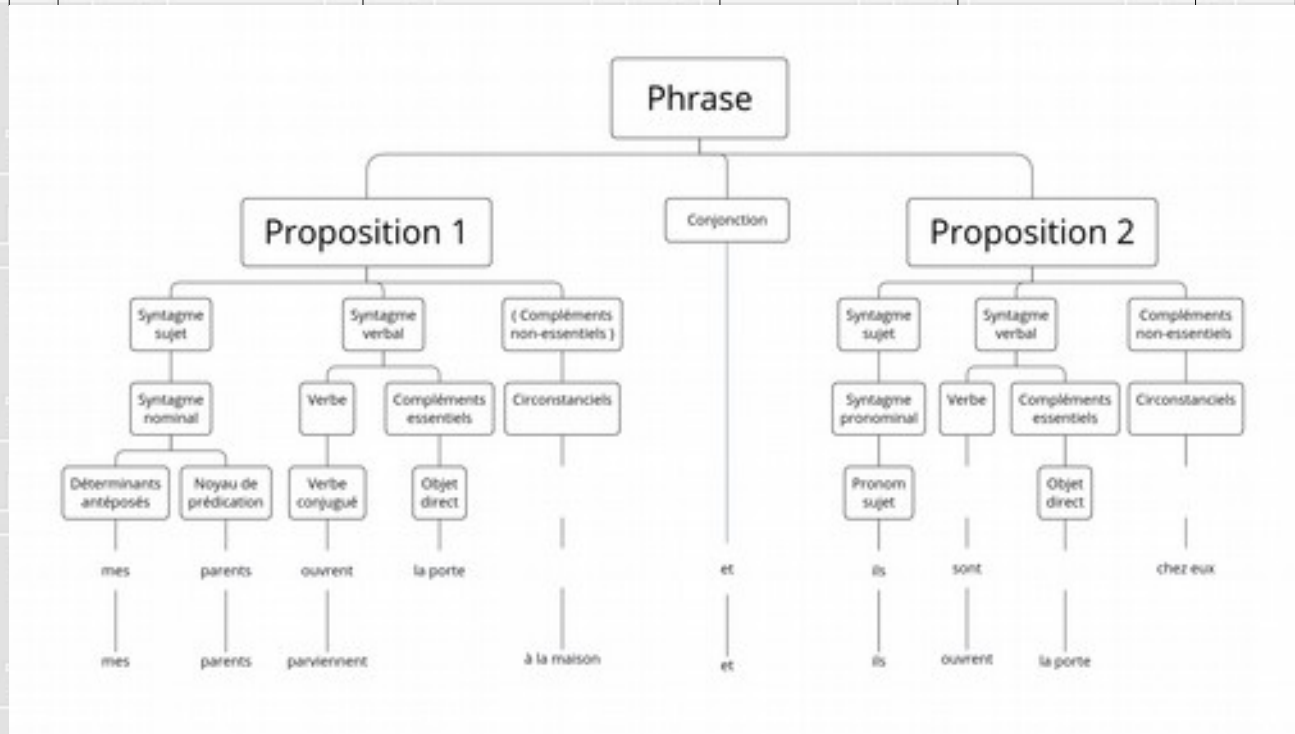 Phrase
Proposition 1
Conjonction
Proposition 2
Syntagme
sujet
Syntagme
verbal
( Compléments
non-essentiels )
Syntagme
sujet
Syntagme
verbal
Compléments
non-essentiels
Syntagme
nominal
Verbe
Compléments
essentiels
Circonstanciels
Syntagme
pronominal
Verbe
Compléments
essentiels
Circonstanciels
Déterminants
antéposés
Noyau de
prédication
Verbe
conjugué
Objet
direct
Pronom
sujet
Objet
direct
mes
parents
ouvrent
la porte
et
ils
sont
chez eux
mes
parents
parviennent
à la maison
et
ils
ouvrent
la porte